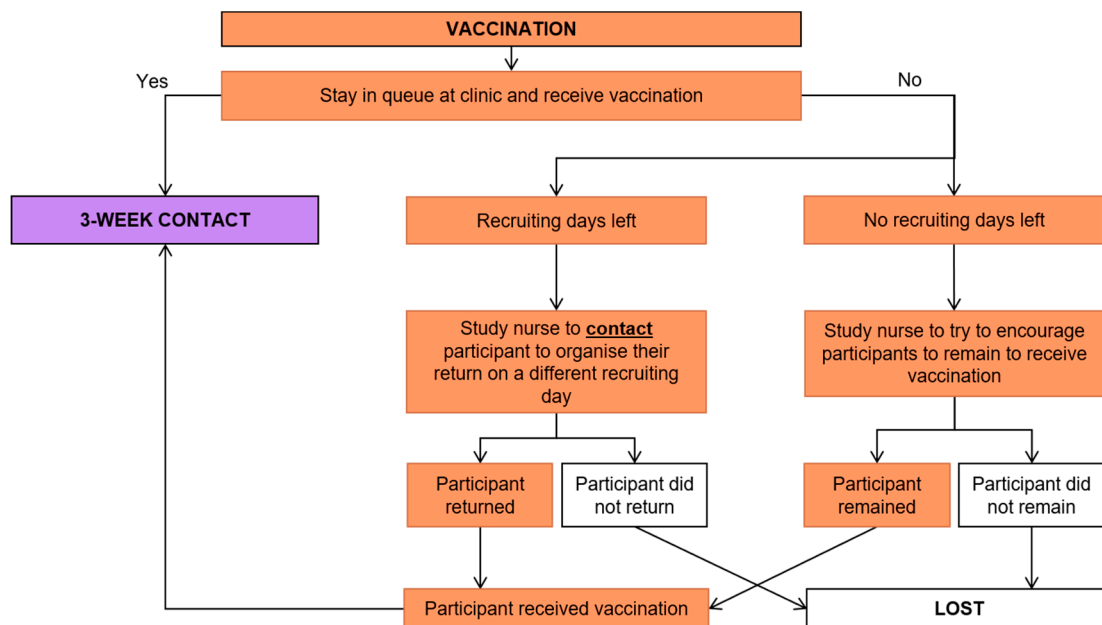 VACCINATION
Yes
No
Stay in queue at clinic and receive vaccination
3-WEEK CONTACT
Recruiting days left
No recruiting days left
Study nurse to contact
participant to organise their
return on a different recruiting
day
Study nurse to try to encourage
participants to remain to receive
vaccination
Participant
returned
Participant did
not return
Participant
remained
Participant did
not remain
Participant received vaccination
LOST